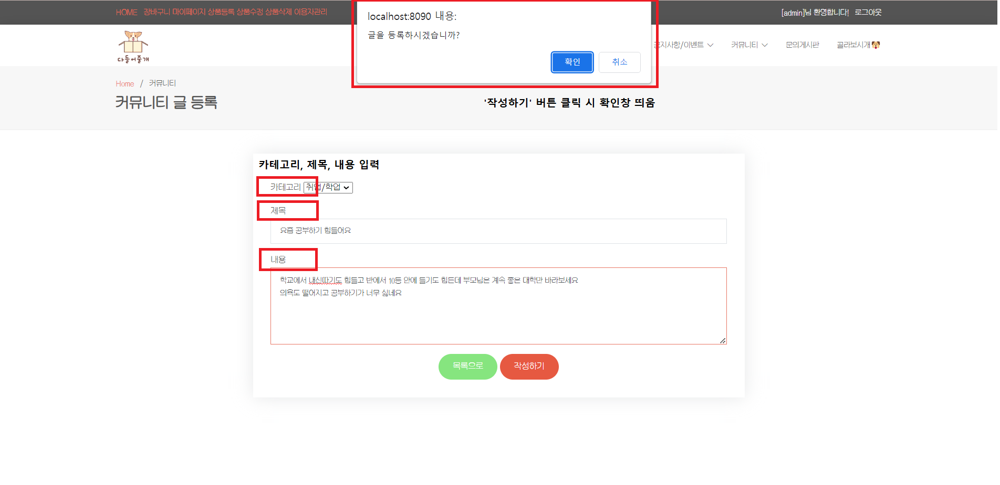 HOME 장바구니 마이페이지 상품등록 상품수정 상품삭제 이용자관리
[admin]님 환영합니다! 로그아웃
localhost:8090 내용:
글을 등록하시겠습니까?
확인 취소
다들어줄개
공지사항/이벤트 커뮤니티 문의게시판 골라보시개
Home / 커뮤니티
커뮤니티 글 등록
'작성하기' 버튼 클릭 시 확인창 띄움
카테고리, 제목, 내용 입력
카테고리 취업/학업
제목
요즘 공부하기 힘들어요
내용
학교에서 내신따기도 힘들고 반에서 10등 안에 들기도 힘든데 부모님은 계속 좋은 대학만 바라보세요
의욕도 떨어지고 공부하기가 너무 싫네요
목록으로 작성하기